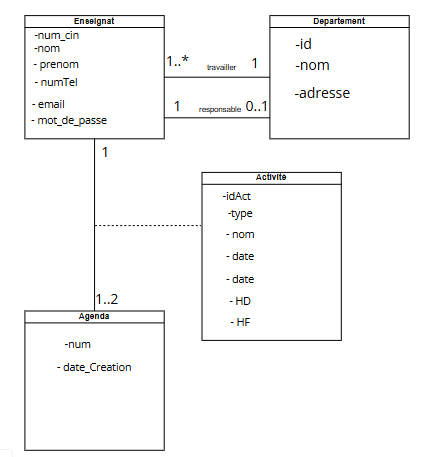 Enseignat
-num_cin
-nom
- prenom
- numTel
- email
- mot_de_passe
1..* travailler 1
1 responsable 0..1
Departement
-id
-nom
-adresse
1
1..2
Activité
-idAct
-type
- nom
- date
- date
- HD
- HF
Agenda
-num
- date_Creation